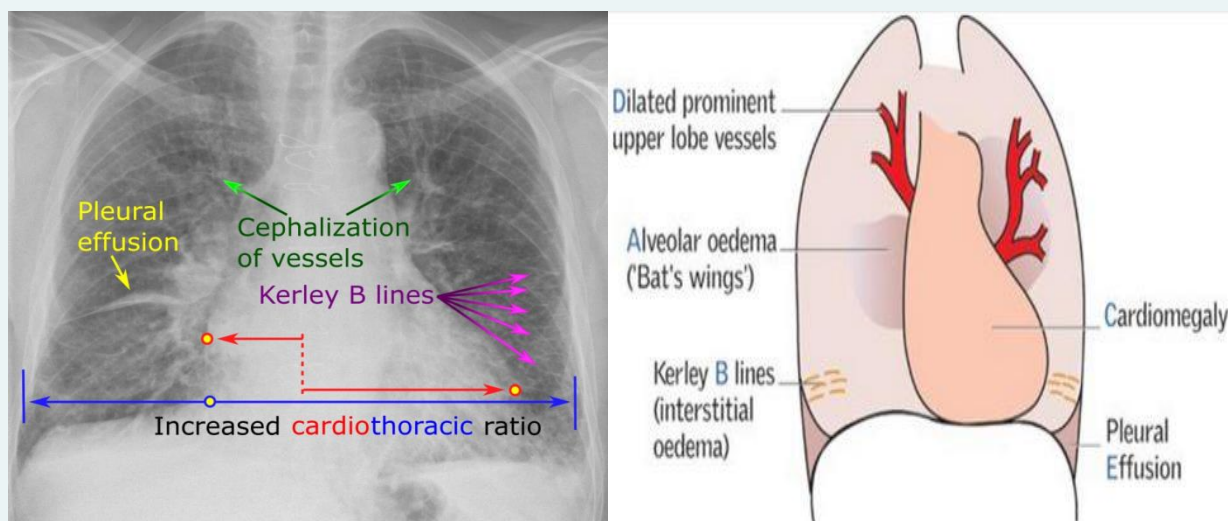 Pleural
effusion
Cephalization
of vessels
Kerley B lines
Increased cardiothoracic ratio
Dilated prominent
upper lobe vessels
Alveolar oedema
('Bat's wings')
Kerley B lines
(interstitial
oedema)
Cardiomegaly
Pleural
Effusion